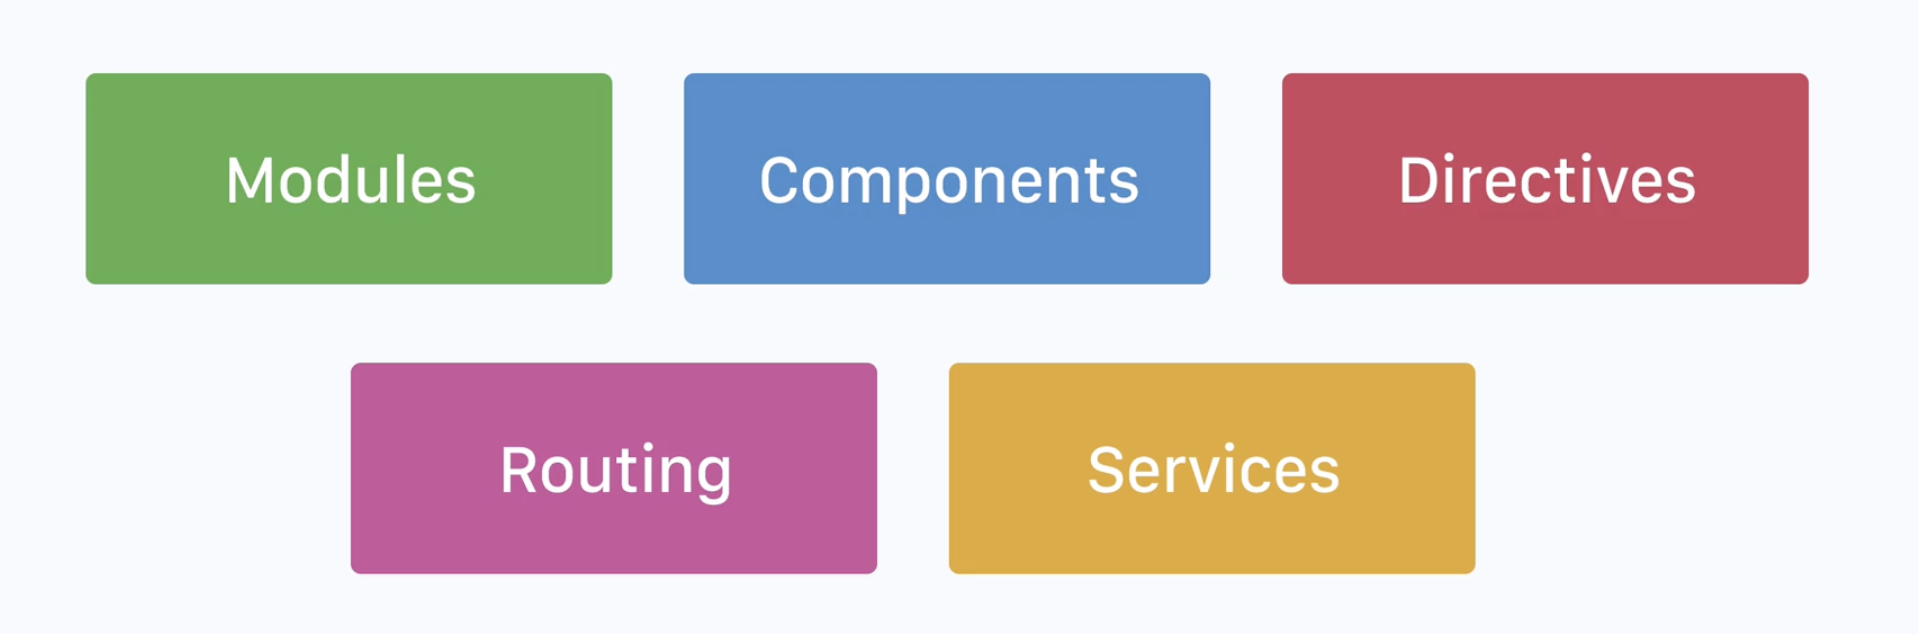 Modules
Components
Directives
Routing
Services